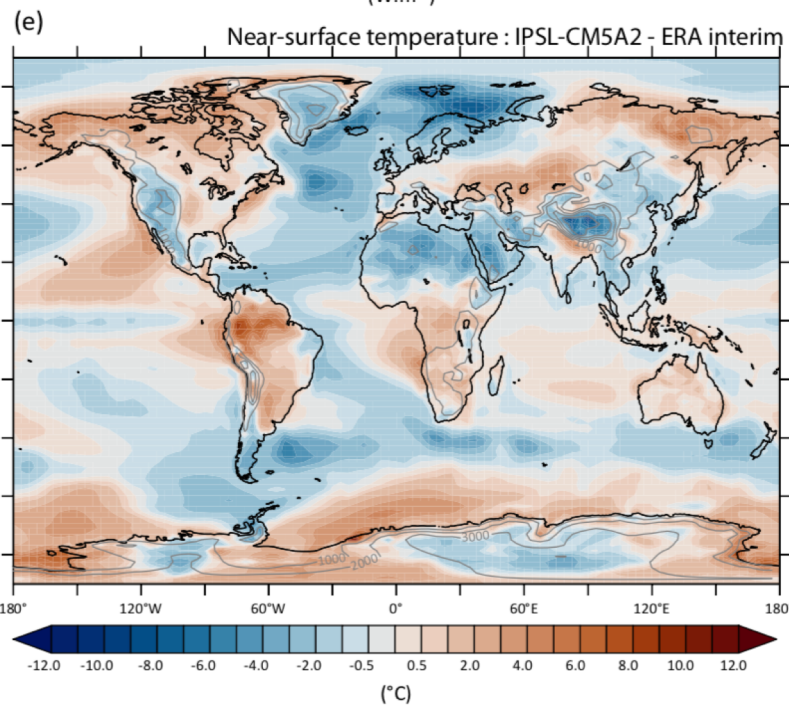 (e)
Near-surface temperature : IPSL-CM5A2 - ERA interim
3000
1000
2000
180° 120°W 60°W 0° 60°E 120°E 180
-12.0 -10.0 -8.0 -6.0 -4.0 -2.0 -0.5 0.5 2.0 4.0 6.0 8.0 10.0 12.0
(°C)